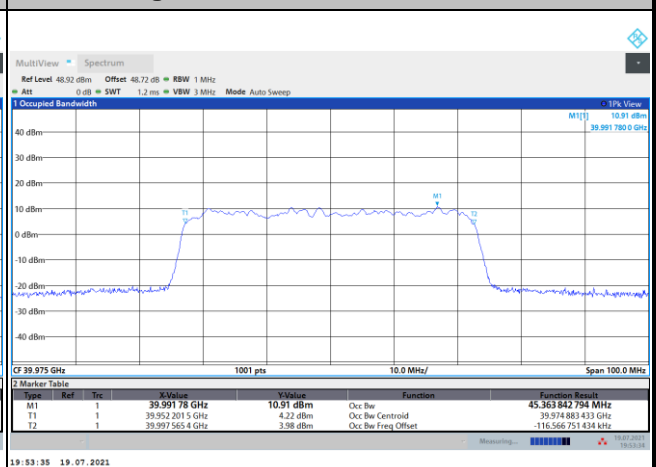 MultiView Spectrum
Ref Level 48.92 dBm Offset 48.72 dB RBW 1 MHz
Att 0 dB SWT 1.2 ms VBW 3 MHz Mode Auto Sweep
1 Occupied Bandwidth 1Pk View
M1[1] 10.91 dBm
39.991 780 0 GHz
40 dBm
30 dBm
20 dBm
M1
T1 T2
10 dBm
0 dBm
-10 dBm
-20 dBm
-30 dBm
-40 dBm
CF 39.975 GHz 1001 pts 10.0 MHz/ Span 100.0 MHz
2 Marker Table
Type Ref Trc X-Value Y-Value Function Function Result
M1 1 39.991 78 GHz 10.91 dBm Occ Bw 45.363 842 794 MHz
T1 1 39.952 201 5 GHz 4.22 dBm Occ Bw Centroid 39.974 883 433 GHz
T2 1 39.997 565 4 GHz 3.98 dBm Occ Bw Freq Offset -116.566 751 434 kHz
Measuring... 19.07.2021
19:53:34
19:53:35 19.07.2021